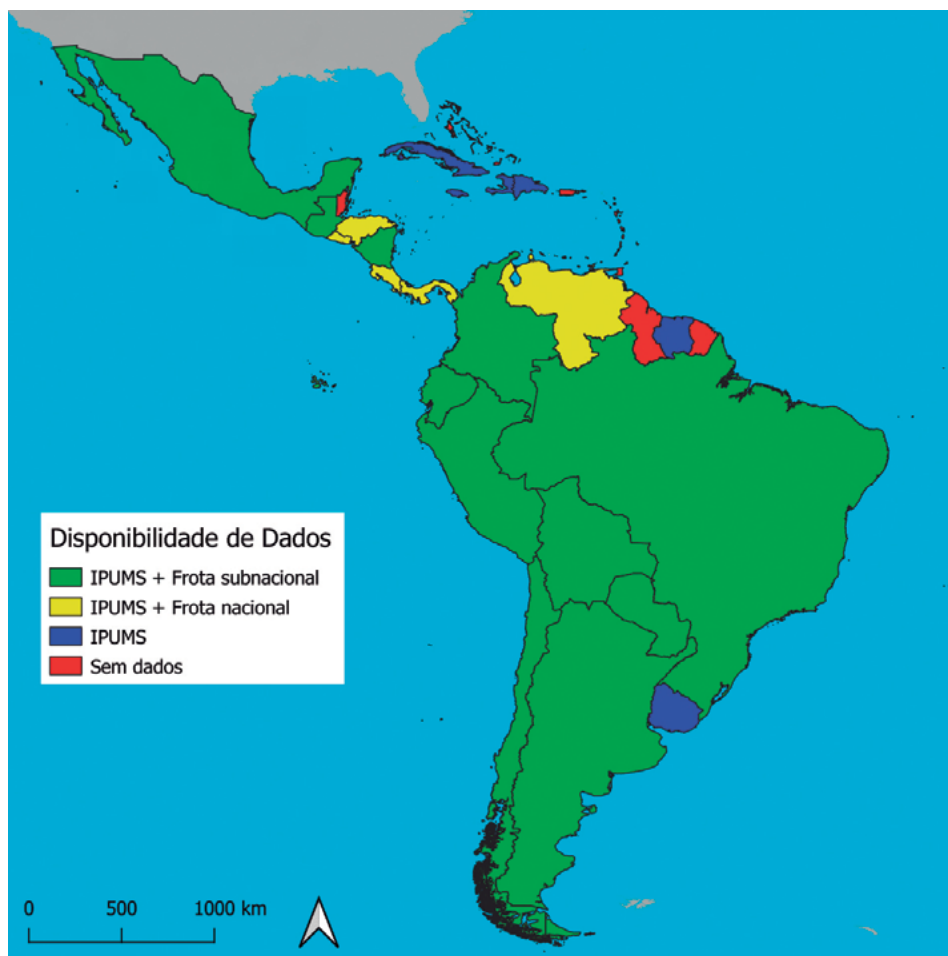 Disponibilidade de Dados
IPUMS + Frota subnacional
IPUMS + Frota nacional
IPUMS
Sem dados
0 500 1000 km